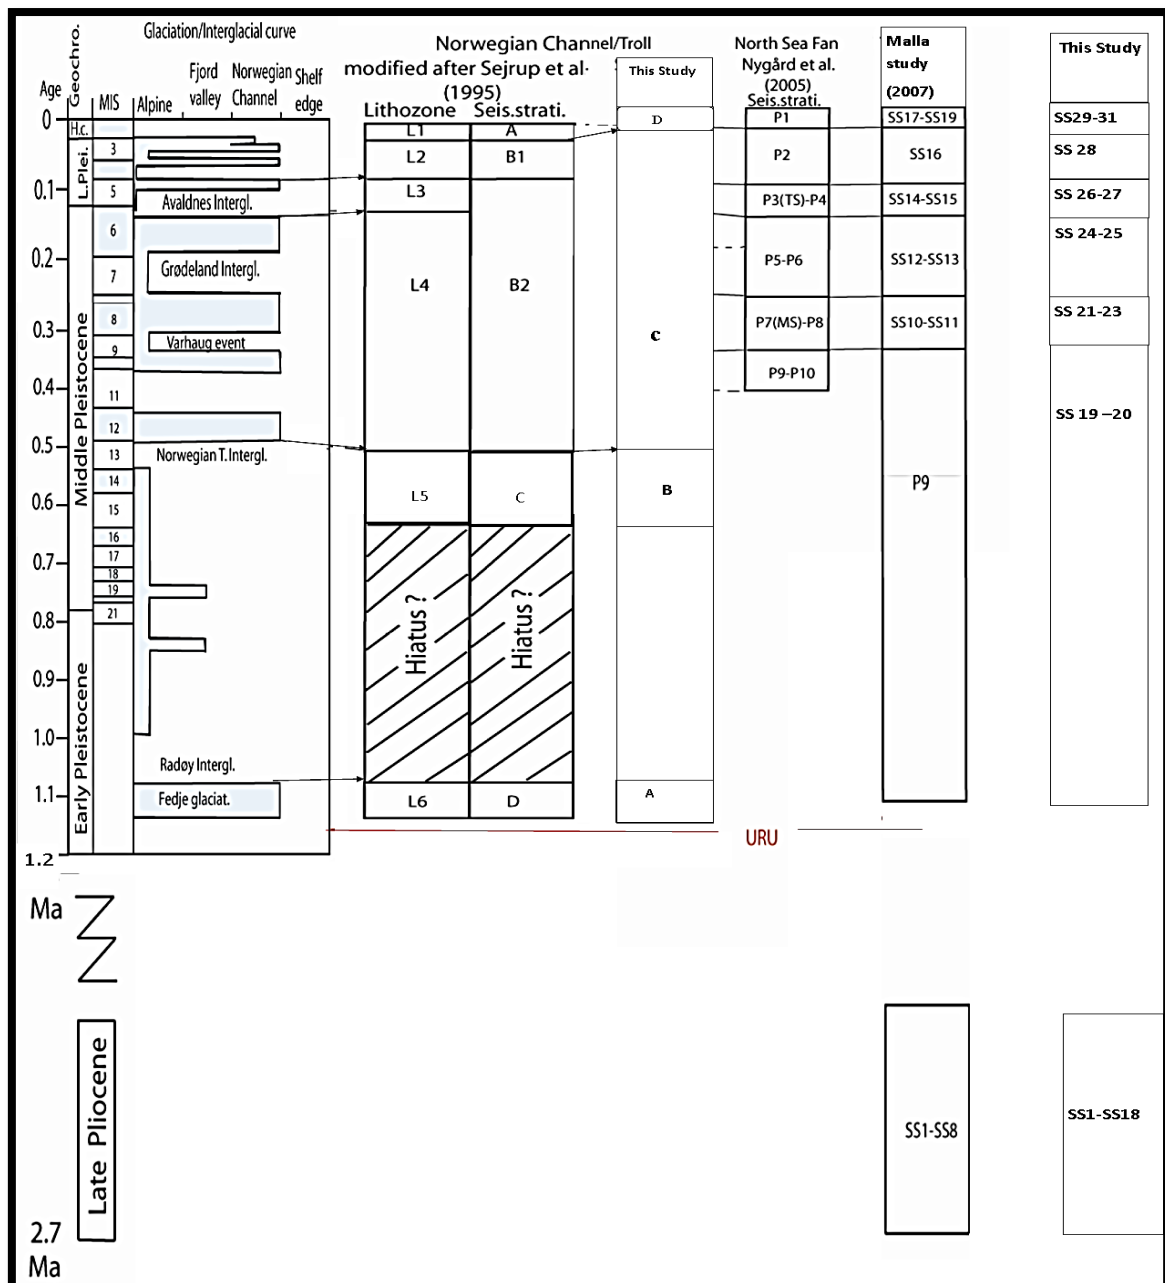 Glaciation/Interglacial curve
Geochro.
Age
MIS
Alpine
Fjord
valley
Norwegian
Channel
Shelf
edge
Norwegian Channel/Troll
modified after Sejrup et al·
(1995)
Lithozone
Seis.strati.
This Study
North Sea Fan
Nygård et al.
(2005)
Seis.strati.
Malla
study
(2007)
This Study
0
0.1
0.2
0.3
0.4
0.5
0.6
0.7
0.8
0.9
1.0
1.1
1.2
Ma
H.c.
L.Plei.
Middle Pleistocene
Early Pleistocene
3
5
6
7
8
9
11
12
13
14
15
16
17
18
19
21
Avaldnes Intergl.
Grødeland Intergl.
Varhaug event
Norwegian T. Intergl.
Radøy Intergl.
Fedje glaciat.
L1
L2
L3
L4
L5
Hiatus ?
L6
A
B1
B2
C
Hiatus ?
D
D
c
B
A
P1
P2
P3(TS)-P4
P5-P6
P7(MS)-P8
P9-P10
URU
SS17-SS19
SS16
SS14-SS15
SS12-SS13
SS10-SS11
P9
SS29-31
SS 28
SS 26-27
SS 24-25
SS 21-23
SS 19 –20
Late Pliocene
SS1-SS8
SS1-SS18
2.7
Ma